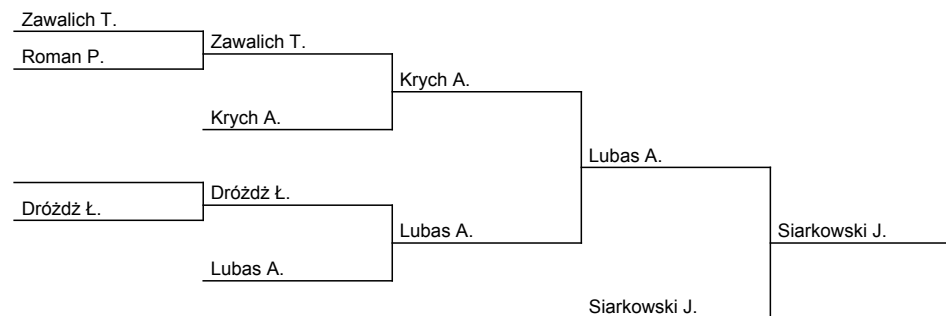 Zawalich T.
Roman P.
Zawalich T.
Krych A.
Krych A.
Dróżdż Ł.
Dróżdż Ł.
Lubas A.
Lubas A.
Lubas A.
Siarkowski J.
Siarkowski J.